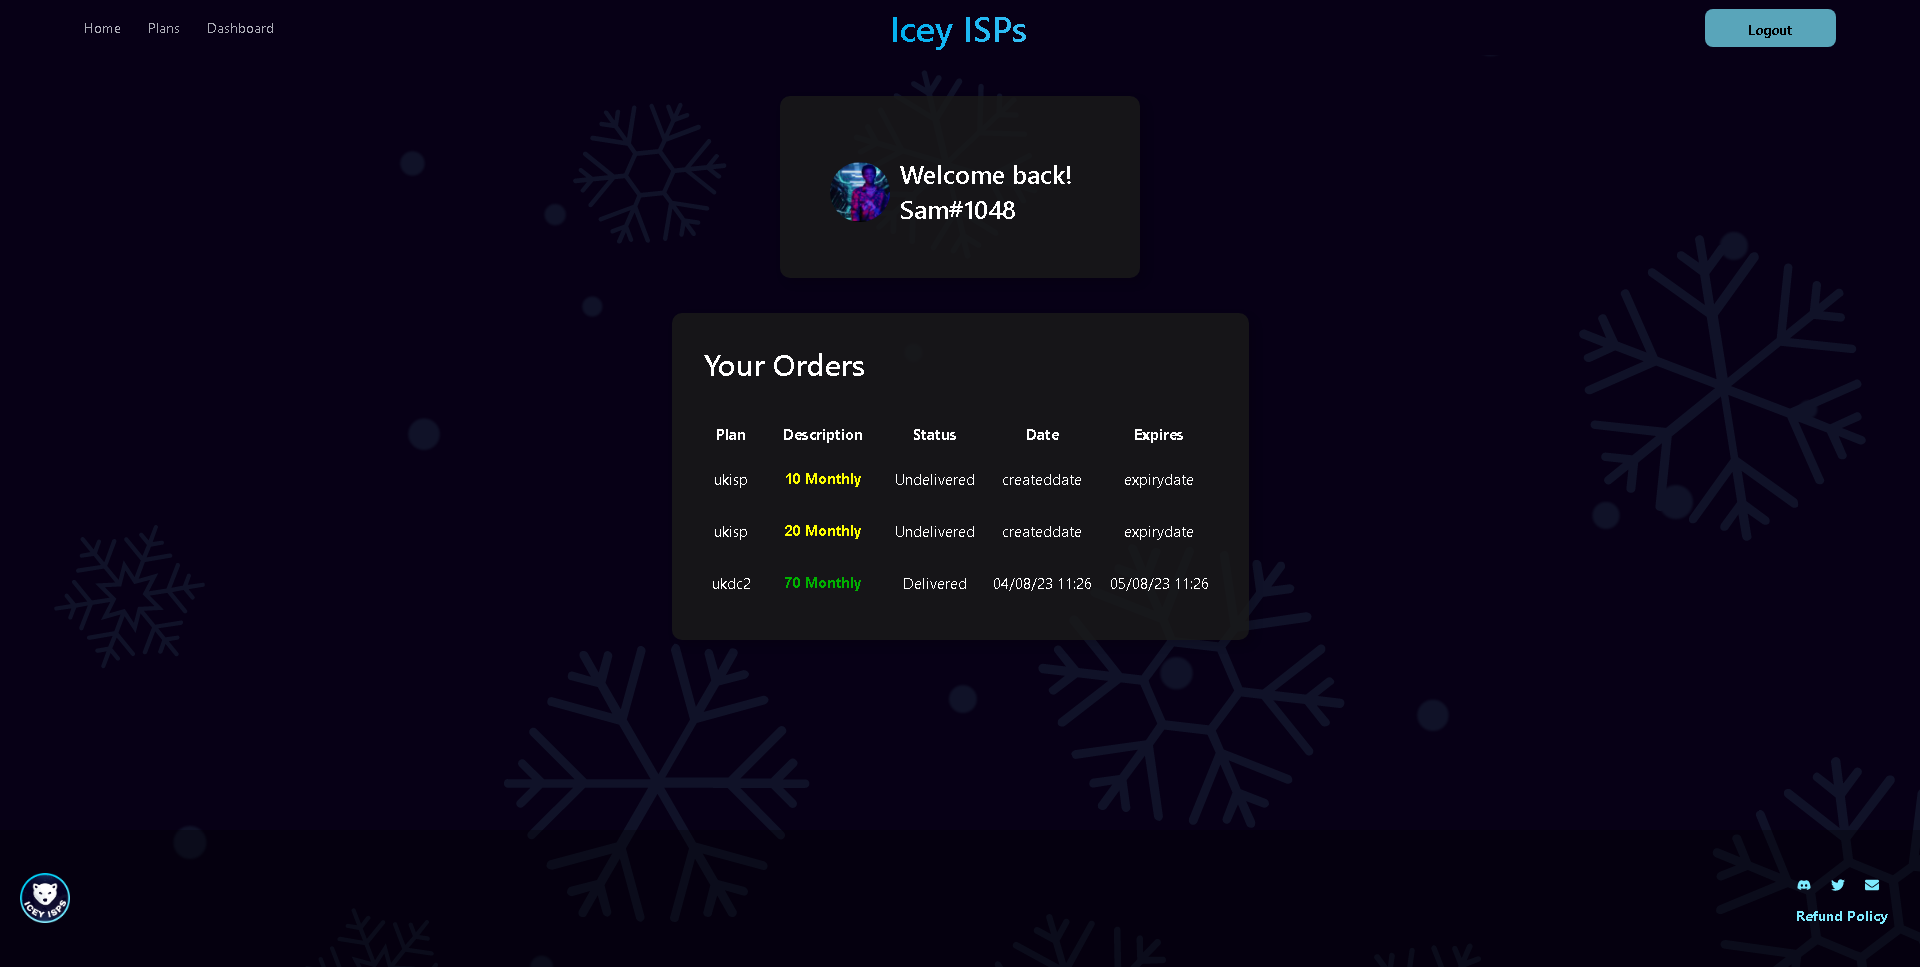 Home Plans Dashboard Icey ISPs Logout
Welcome back!
Sam#1048
Your Orders
Plan Description Status Date Expires
ukisp 10 Monthly Undelivered createddate expirydate
ukisp 20 Monthly Undelivered createddate expirydate
ukdc2 70 Monthly Delivered 04/08/23 11:26 05/08/23 11:26
ICEY ISPS
Refund Policy